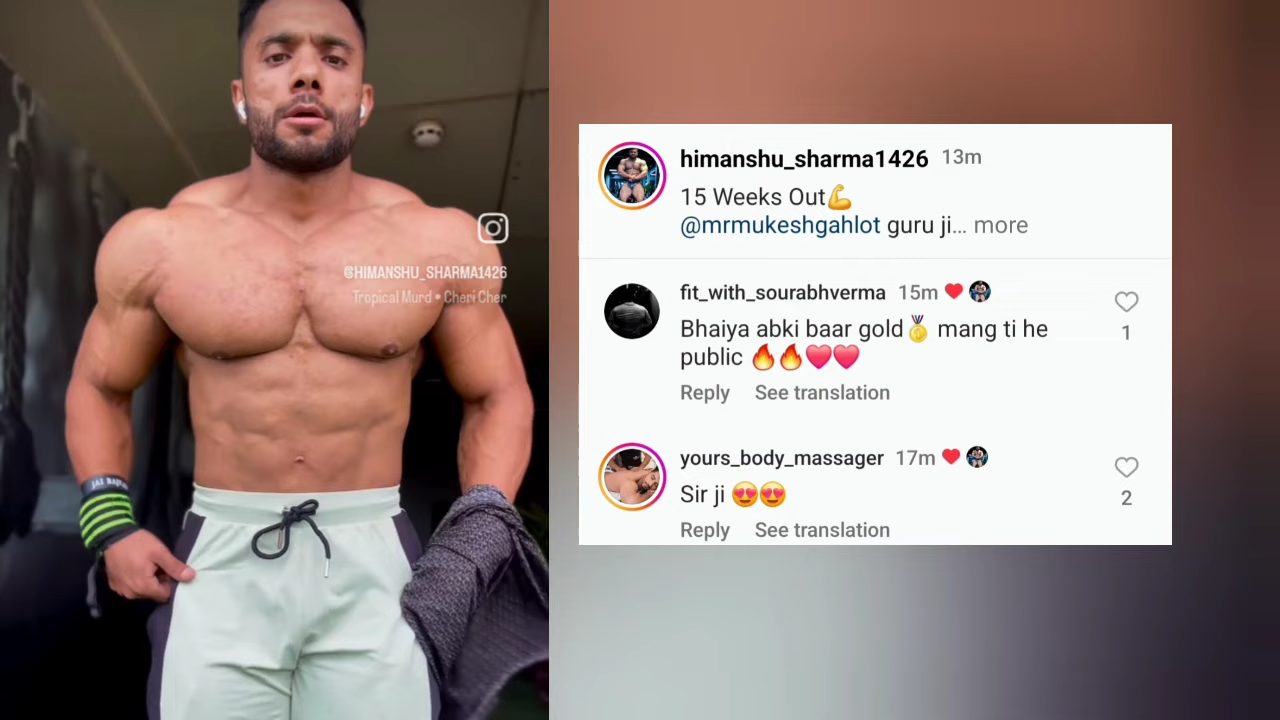 @HIMANSHU_SHARMA1426
Tropical Murd • Cheri Cher
himanshu_sharma1426 13m
15 Weeks Out💪
@mrmukeshgahlot guru ji... more
fit_with_sourabhverma 15m ❤️
Bhaiya abki baar gold🏅 mang ti he
public 🔥🔥❤️❤️
1
Reply See translation
yours_body_massager 17m ❤️
Sir ji 😍😍
2
Reply See translation